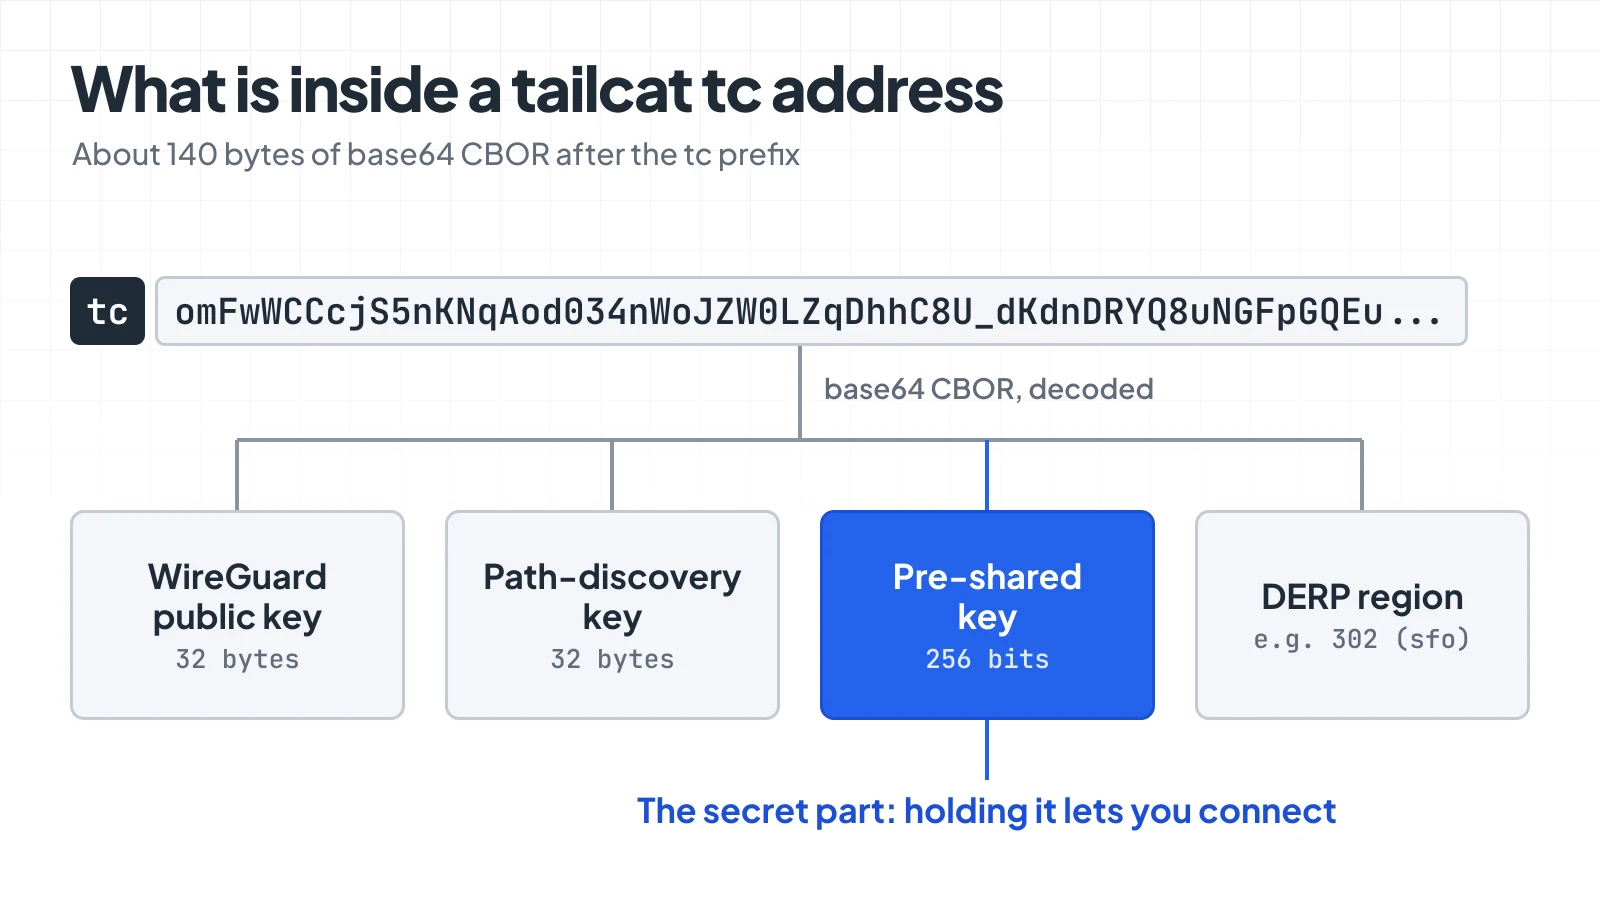 What is inside a tailcat tc address
About 140 bytes of base64 CBOR after the tc prefix
tc omFwWCCcjS5nKNqAod034nWoJZW0LZqDhhC8U_dKdnDRYQ8uNGFpGQEu...
base64 CBOR, decoded
WireGuard
public key
32 bytes
Path-discovery
key
32 bytes
Pre-shared
key
256 bits
DERP region
e.g. 302 (sfo)
The secret part: holding it lets you connect